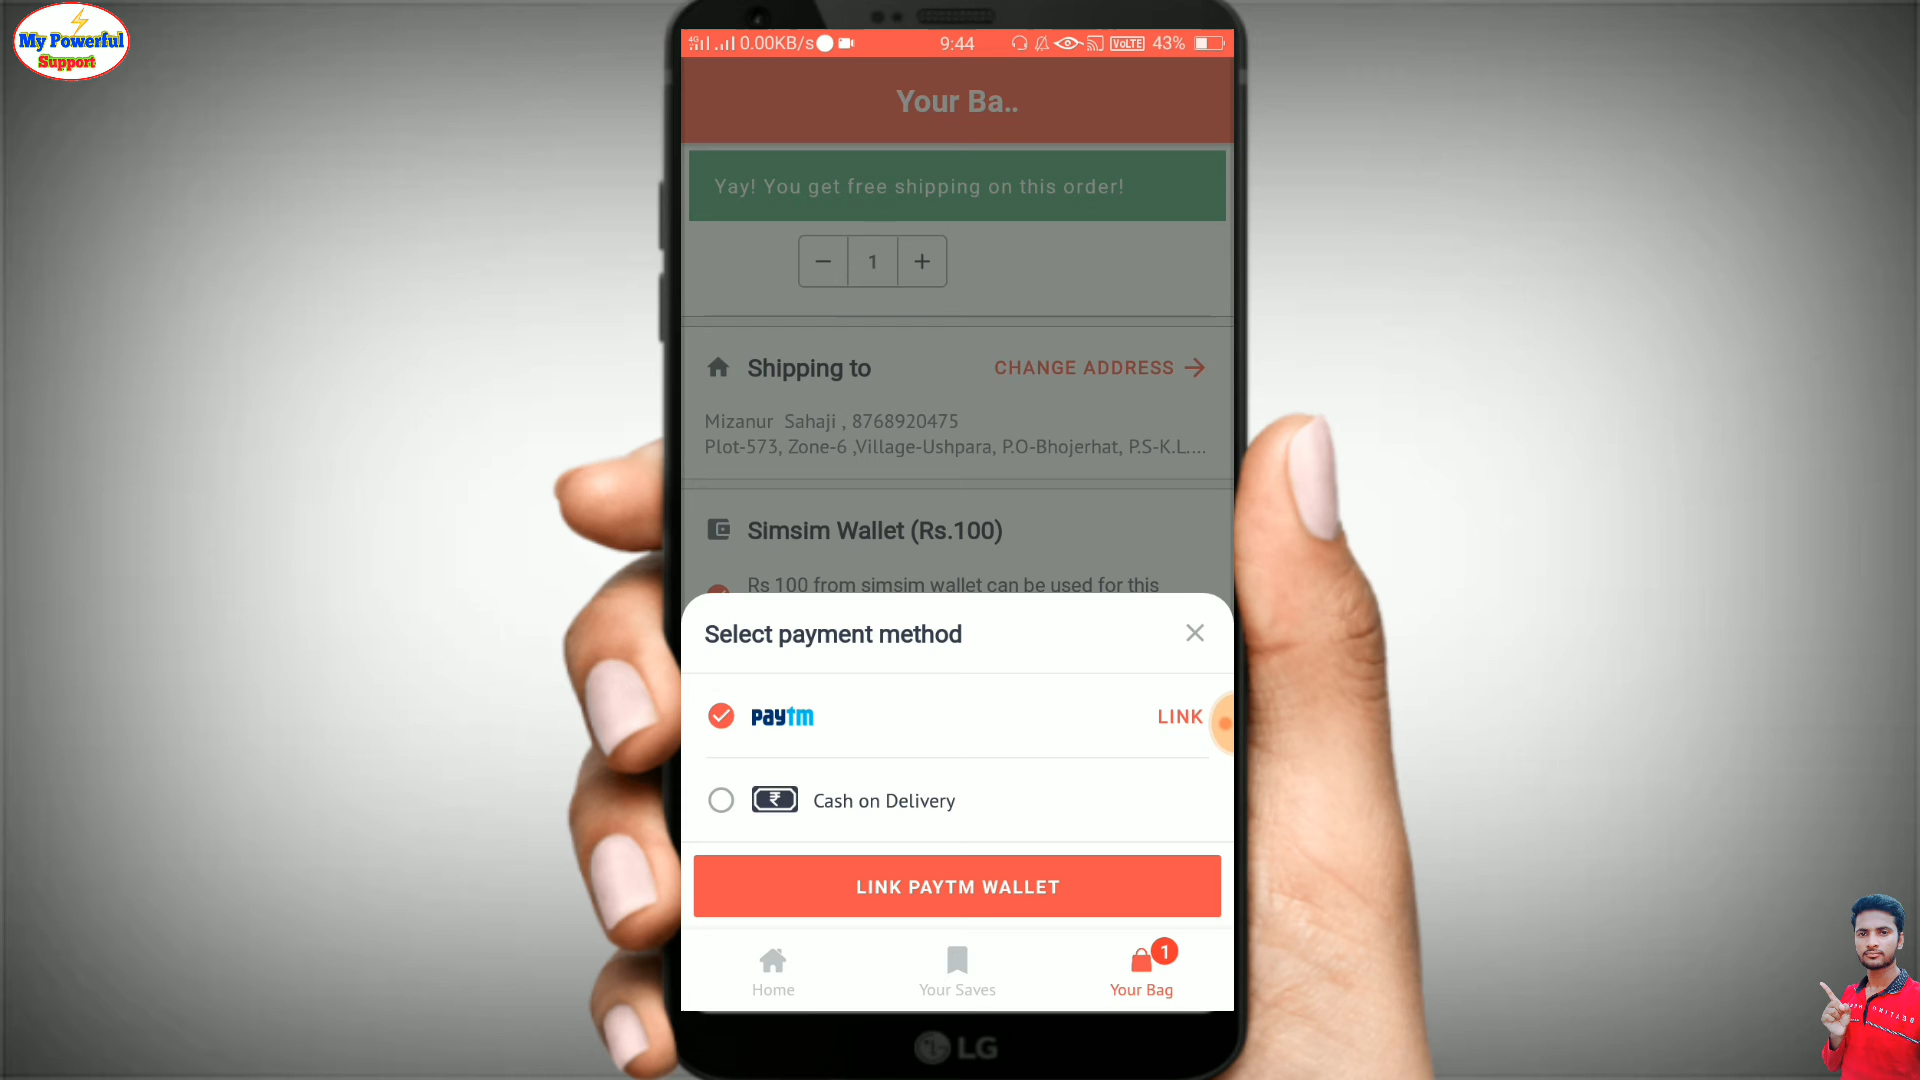 My Powerful
Support
4G 0.00KB/s 9:44 VoLTE 43%
Your Ba..
Yay! You get free shipping on this order!
− 1 +
Shipping to CHANGE ADDRESS
Mizanur Sahaji , 8768920475
Plot-573, Zone-6 ,Village-Ushpara, P.O-Bhojerhat, P.S-K.L....
Simsim Wallet (Rs.100)
Rs 100 from simsim wallet can be used for this
Select payment method
paytm LINK
₹ Cash on Delivery
LINK PAYTM WALLET
1
Home Your Saves Your Bag
LG